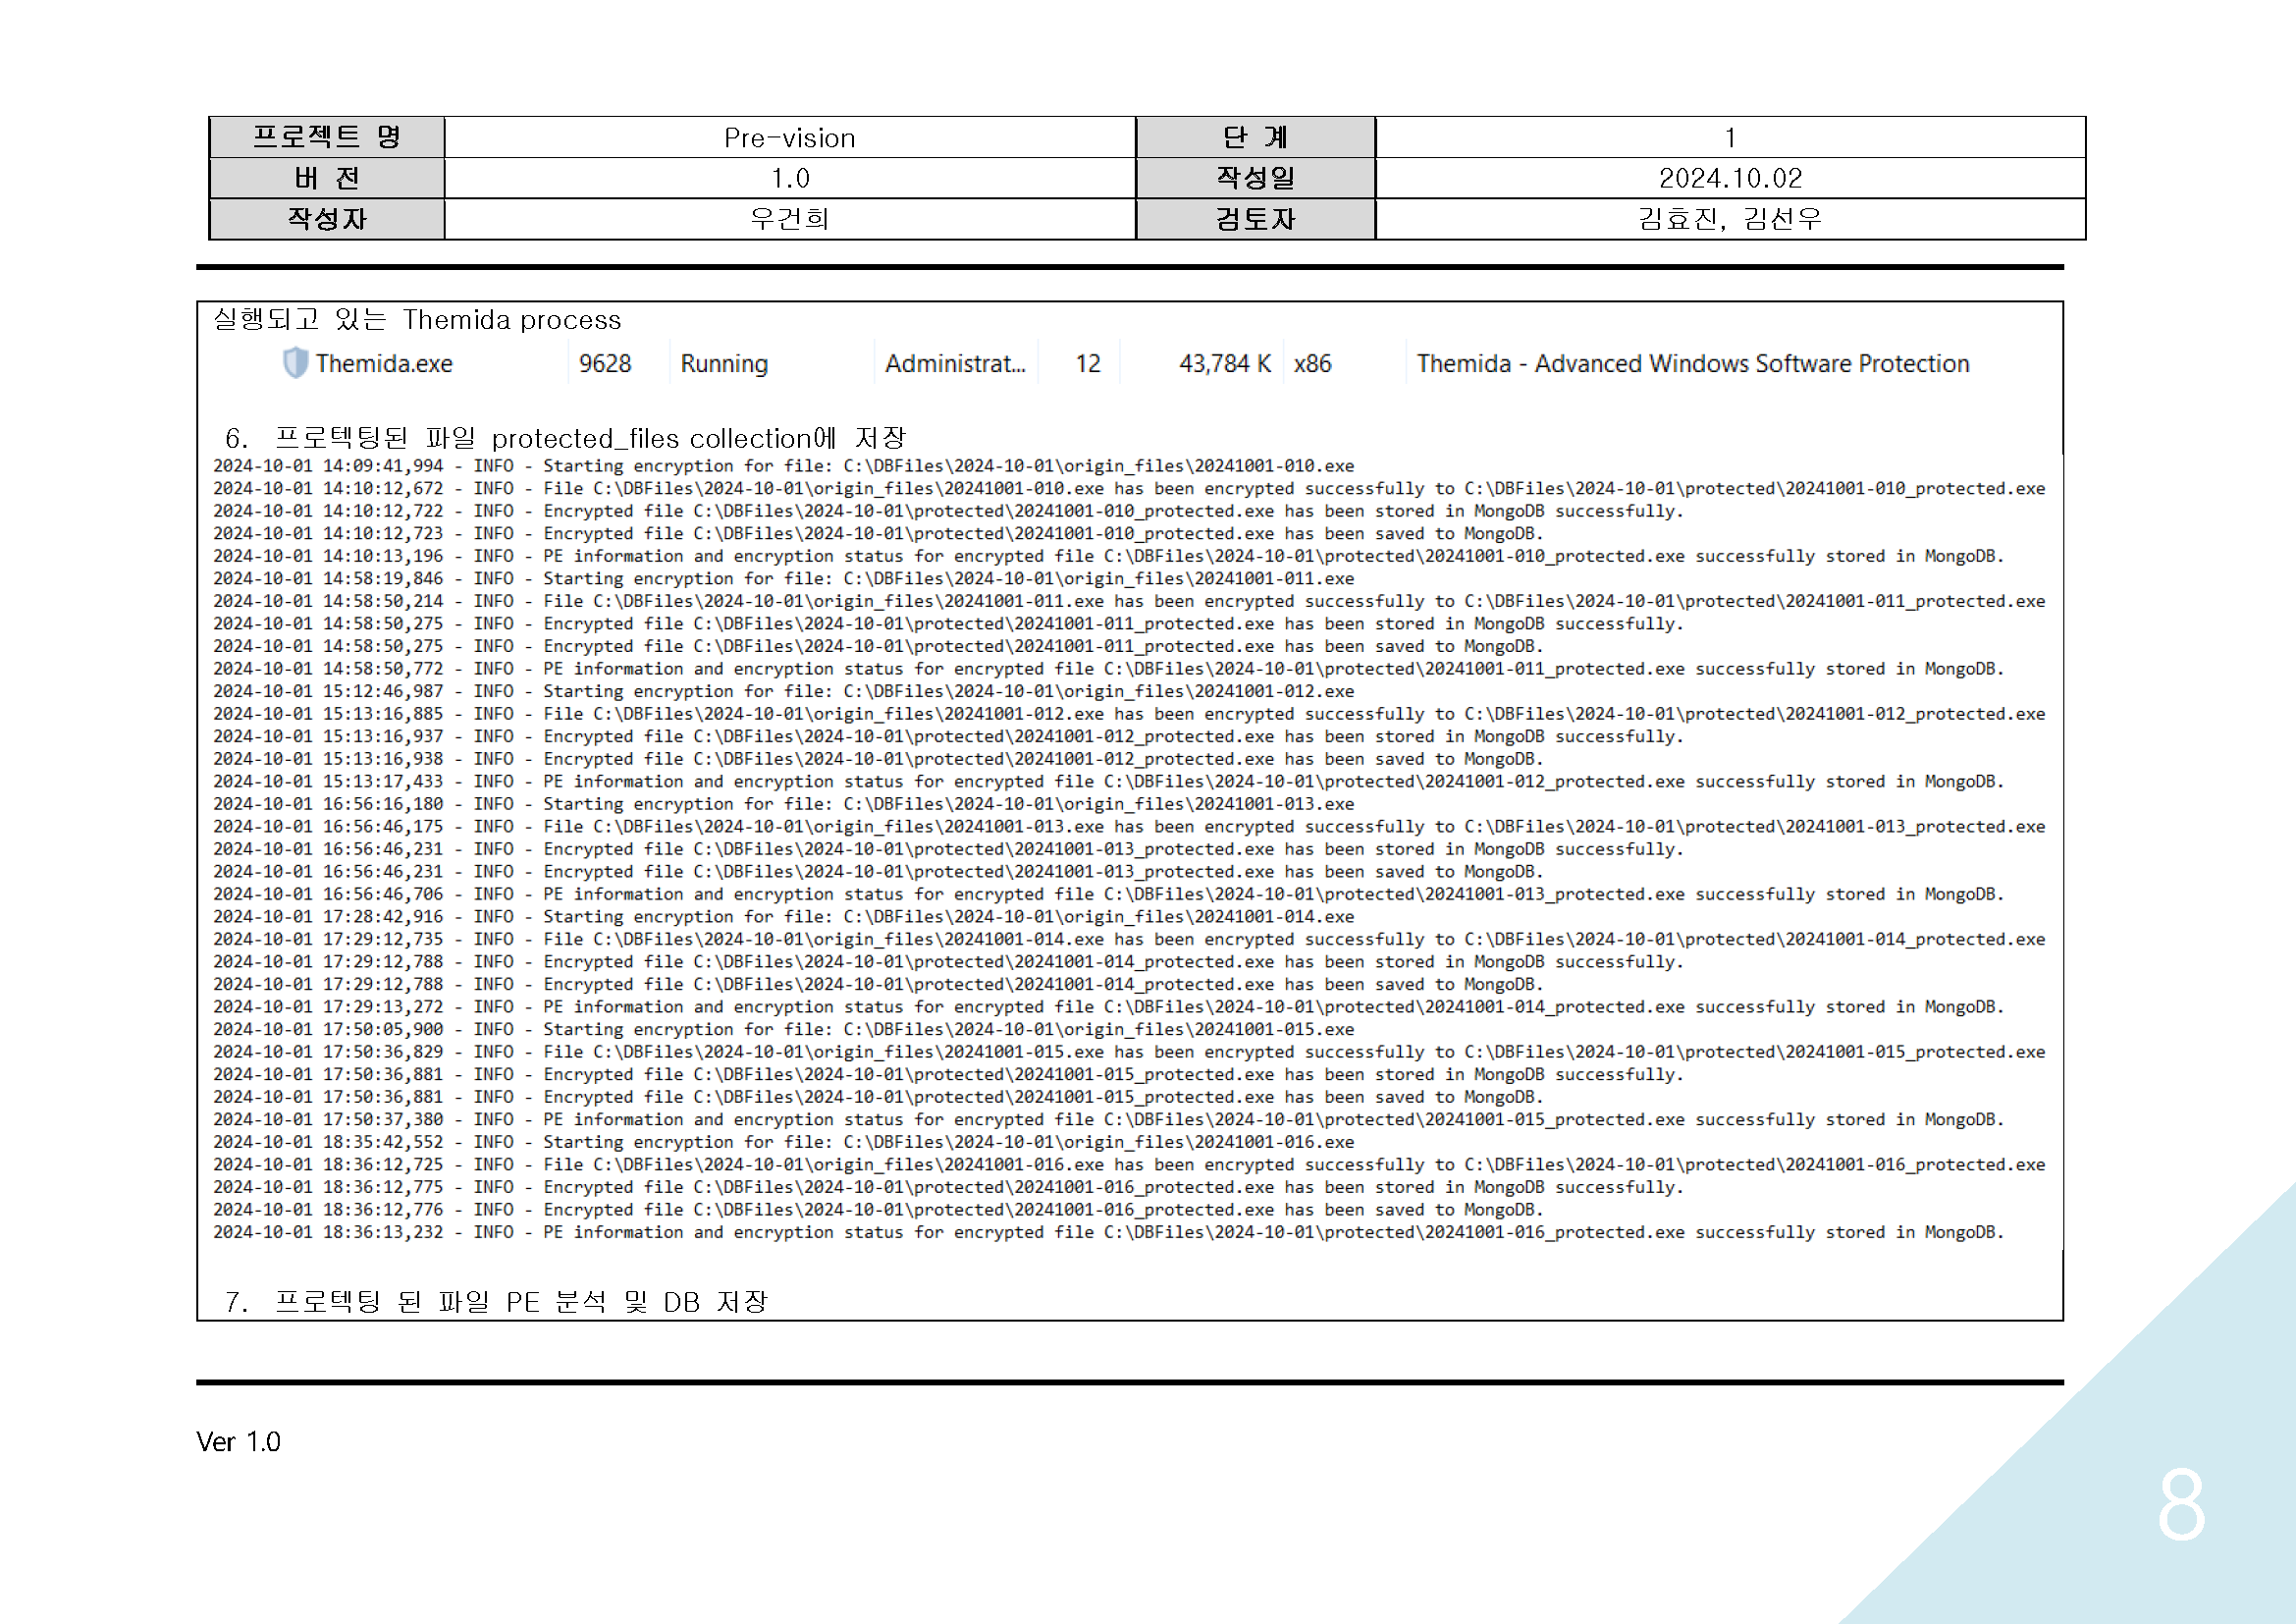 프로젝트 명 Pre-vision 단 계 1
버 전 1.0 작성일 2024.10.02
작성자 우건희 검토자 김효진, 김선우
실행되고 있는 Themida process
Themida.exe 9628 Running Administrat... 12 43,784 K x86 Themida - Advanced Windows Software Protection
6. 프로텍팅된 파일 protected_files collection에 저장
2024-10-01 14:09:41,994 - INFO - Starting encryption for file: C:\DBFiles\2024-10-01\origin_files\20241001-010.exe
2024-10-01 14:10:12,672 - INFO - File C:\DBFiles\2024-10-01\origin_files\20241001-010.exe has been encrypted successfully to C:\DBFiles\2024-10-01\protected\20241001-010_protected.exe
2024-10-01 14:10:12,722 - INFO - Encrypted file C:\DBFiles\2024-10-01\protected\20241001-010_protected.exe has been stored in MongoDB successfully.
2024-10-01 14:10:12,723 - INFO - Encrypted file C:\DBFiles\2024-10-01\protected\20241001-010_protected.exe has been saved to MongoDB.
2024-10-01 14:10:13,196 - INFO - PE information and encryption status for encrypted file C:\DBFiles\2024-10-01\protected\20241001-010_protected.exe successfully stored in MongoDB.
2024-10-01 14:58:19,846 - INFO - Starting encryption for file: C:\DBFiles\2024-10-01\origin_files\20241001-011.exe
2024-10-01 14:58:50,214 - INFO - File C:\DBFiles\2024-10-01\origin_files\20241001-011.exe has been encrypted successfully to C:\DBFiles\2024-10-01\protected\20241001-011_protected.exe
2024-10-01 14:58:50,275 - INFO - Encrypted file C:\DBFiles\2024-10-01\protected\20241001-011_protected.exe has been stored in MongoDB successfully.
2024-10-01 14:58:50,275 - INFO - Encrypted file C:\DBFiles\2024-10-01\protected\20241001-011_protected.exe has been saved to MongoDB.
2024-10-01 14:58:50,772 - INFO - PE information and encryption status for encrypted file C:\DBFiles\2024-10-01\protected\20241001-011_protected.exe successfully stored in MongoDB.
2024-10-01 15:12:46,987 - INFO - Starting encryption for file: C:\DBFiles\2024-10-01\origin_files\20241001-012.exe
2024-10-01 15:13:16,885 - INFO - File C:\DBFiles\2024-10-01\origin_files\20241001-012.exe has been encrypted successfully to C:\DBFiles\2024-10-01\protected\20241001-012_protected.exe
2024-10-01 15:13:16,937 - INFO - Encrypted file C:\DBFiles\2024-10-01\protected\20241001-012_protected.exe has been stored in MongoDB successfully.
2024-10-01 15:13:16,938 - INFO - Encrypted file C:\DBFiles\2024-10-01\protected\20241001-012_protected.exe has been saved to MongoDB.
2024-10-01 15:13:17,433 - INFO - PE information and encryption status for encrypted file C:\DBFiles\2024-10-01\protected\20241001-012_protected.exe successfully stored in MongoDB.
2024-10-01 16:56:16,180 - INFO - Starting encryption for file: C:\DBFiles\2024-10-01\origin_files\20241001-013.exe
2024-10-01 16:56:46,175 - INFO - File C:\DBFiles\2024-10-01\origin_files\20241001-013.exe has been encrypted successfully to C:\DBFiles\2024-10-01\protected\20241001-013_protected.exe
2024-10-01 16:56:46,231 - INFO - Encrypted file C:\DBFiles\2024-10-01\protected\20241001-013_protected.exe has been stored in MongoDB successfully.
2024-10-01 16:56:46,231 - INFO - Encrypted file C:\DBFiles\2024-10-01\protected\20241001-013_protected.exe has been saved to MongoDB.
2024-10-01 16:56:46,706 - INFO - PE information and encryption status for encrypted file C:\DBFiles\2024-10-01\protected\20241001-013_protected.exe successfully stored in MongoDB.
2024-10-01 17:28:42,916 - INFO - Starting encryption for file: C:\DBFiles\2024-10-01\origin_files\20241001-014.exe
2024-10-01 17:29:12,735 - INFO - File C:\DBFiles\2024-10-01\origin_files\20241001-014.exe has been encrypted successfully to C:\DBFiles\2024-10-01\protected\20241001-014_protected.exe
2024-10-01 17:29:12,788 - INFO - Encrypted file C:\DBFiles\2024-10-01\protected\20241001-014_protected.exe has been stored in MongoDB successfully.
2024-10-01 17:29:12,788 - INFO - Encrypted file C:\DBFiles\2024-10-01\protected\20241001-014_protected.exe has been saved to MongoDB.
2024-10-01 17:29:13,272 - INFO - PE information and encryption status for encrypted file C:\DBFiles\2024-10-01\protected\20241001-014_protected.exe successfully stored in MongoDB.
2024-10-01 17:50:05,900 - INFO - Starting encryption for file: C:\DBFiles\2024-10-01\origin_files\20241001-015.exe
2024-10-01 17:50:36,829 - INFO - File C:\DBFiles\2024-10-01\origin_files\20241001-015.exe has been encrypted successfully to C:\DBFiles\2024-10-01\protected\20241001-015_protected.exe
2024-10-01 17:50:36,881 - INFO - Encrypted file C:\DBFiles\2024-10-01\protected\20241001-015_protected.exe has been stored in MongoDB successfully.
2024-10-01 17:50:36,881 - INFO - Encrypted file C:\DBFiles\2024-10-01\protected\20241001-015_protected.exe has been saved to MongoDB.
2024-10-01 17:50:37,380 - INFO - PE information and encryption status for encrypted file C:\DBFiles\2024-10-01\protected\20241001-015_protected.exe successfully stored in MongoDB.
2024-10-01 18:35:42,552 - INFO - Starting encryption for file: C:\DBFiles\2024-10-01\origin_files\20241001-016.exe
2024-10-01 18:36:12,725 - INFO - File C:\DBFiles\2024-10-01\origin_files\20241001-016.exe has been encrypted successfully to C:\DBFiles\2024-10-01\protected\20241001-016_protected.exe
2024-10-01 18:36:12,775 - INFO - Encrypted file C:\DBFiles\2024-10-01\protected\20241001-016_protected.exe has been stored in MongoDB successfully.
2024-10-01 18:36:12,776 - INFO - Encrypted file C:\DBFiles\2024-10-01\protected\20241001-016_protected.exe has been saved to MongoDB.
2024-10-01 18:36:13,232 - INFO - PE information and encryption status for encrypted file C:\DBFiles\2024-10-01\protected\20241001-016_protected.exe successfully stored in MongoDB.
7. 프로텍팅 된 파일 PE 분석 및 DB 저장
Ver 1.0
8